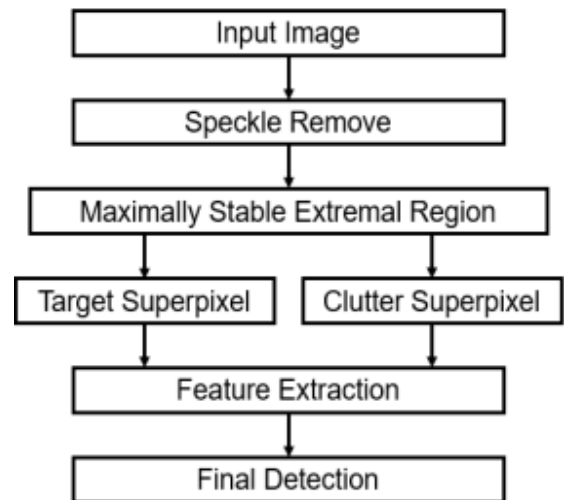 Input Image
Speckle Remove
Maximally Stable Extremal Region
Target Superpixel
Clutter Superpixel
Feature Extraction
Final Detection